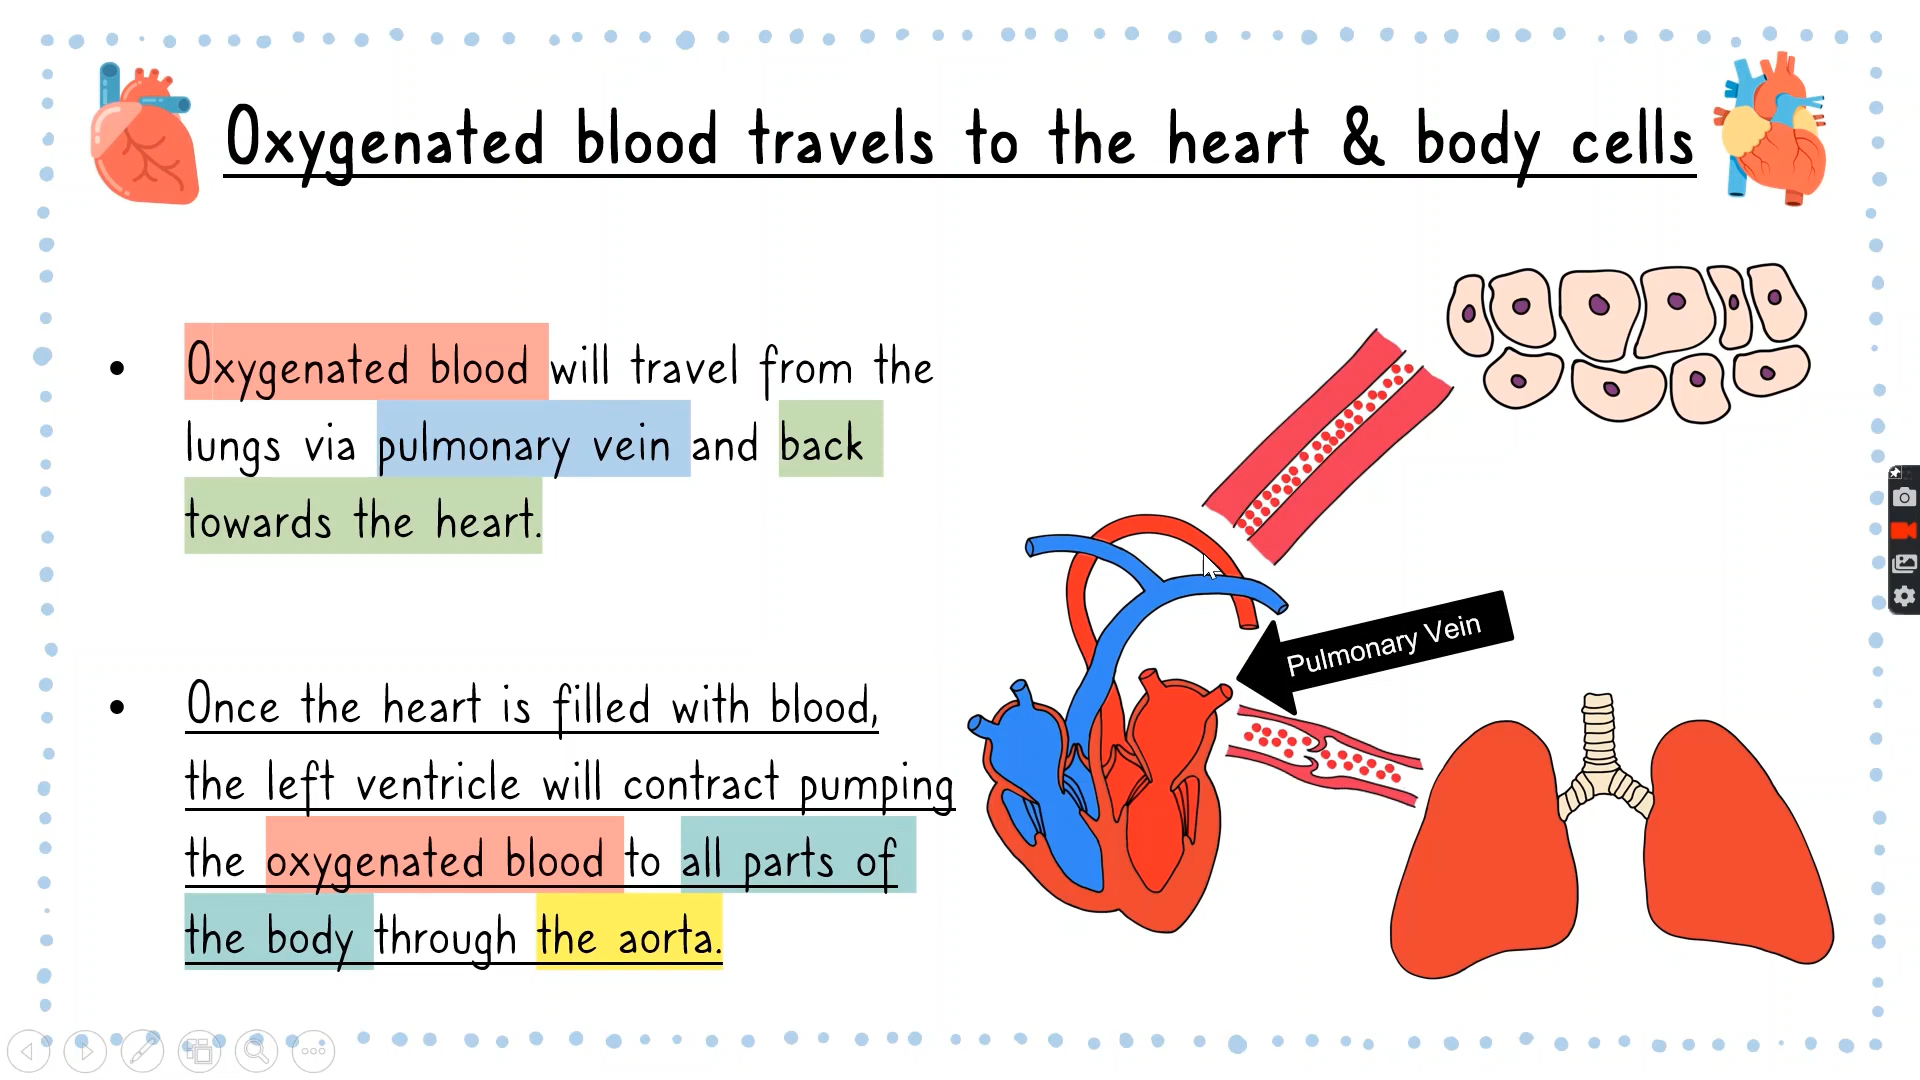 Oxygenated blood travels to the heart & body cells
• Oxygenated blood will travel from the
lungs via pulmonary vein and back
towards the heart.
Pulmonary Vein
• Once the heart is filled with blood,
the left ventricle will contract pumping
the oxygenated blood to all parts of
the body through the aorta.